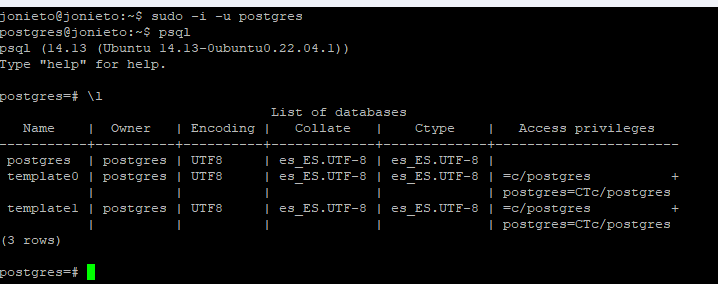 jonieto@jonieto:~$ sudo -i -u postgres
postgres@jonieto:~$ psql
psql (14.13 (Ubuntu 14.13-0ubuntu0.22.04.1))
Type "help" for help.

postgres=# \l
                                  List of databases
   Name    |  Owner   | Encoding |   Collate   |    Ctype    |   Access privileges
-----------+----------+----------+-------------+-------------+-----------------------
 postgres  | postgres | UTF8     | es_ES.UTF-8 | es_ES.UTF-8 |
 template0 | postgres | UTF8     | es_ES.UTF-8 | es_ES.UTF-8 | =c/postgres          +
           |          |          |             |             | postgres=CTc/postgres
 template1 | postgres | UTF8     | es_ES.UTF-8 | es_ES.UTF-8 | =c/postgres          +
           |          |          |             |             | postgres=CTc/postgres
(3 rows)

postgres=#